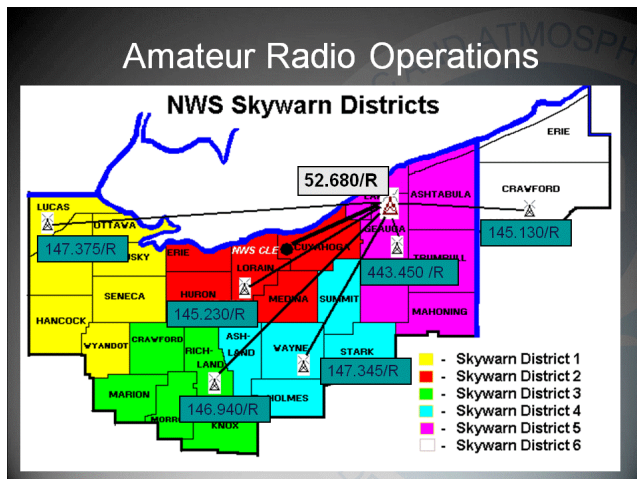 AND ATMOSPH
Amateur Radio Operations
NWS Skywarn Districts
ERIE
52.680/R
CRAWFORD
LUCAS
ASHTABULA
OTTAWA
GEAUGA
147.375/R
145.130/R
ERIE
NWS CLE
CUYAHOGA
TRUMBULL
LORAIN
443.450 /R
SENECA
HURON
MEDINA
SUMMIT
145.230/R
MAHONING
HANCOCK
CRAWFORD
ASH-
LAND
WYANDOT
RICH-
LAND
WAYNE
STARK
147.345/R
- Skywarn District 1
- Skywarn District 2
MARION
- Skywarn District 3
HOLMES
146.940/R
- Skywarn District 4
KNOX
- Skywarn District 5
- Skywarn District 6